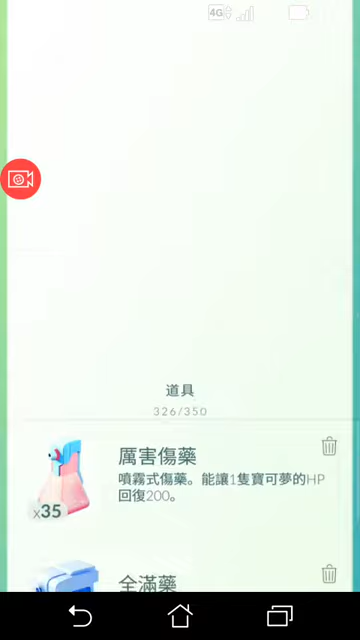 4G
道具
326/350
厲害傷藥
噴霧式傷藥。能讓1隻寶可夢的HP
回復200。
x35
全滿藥